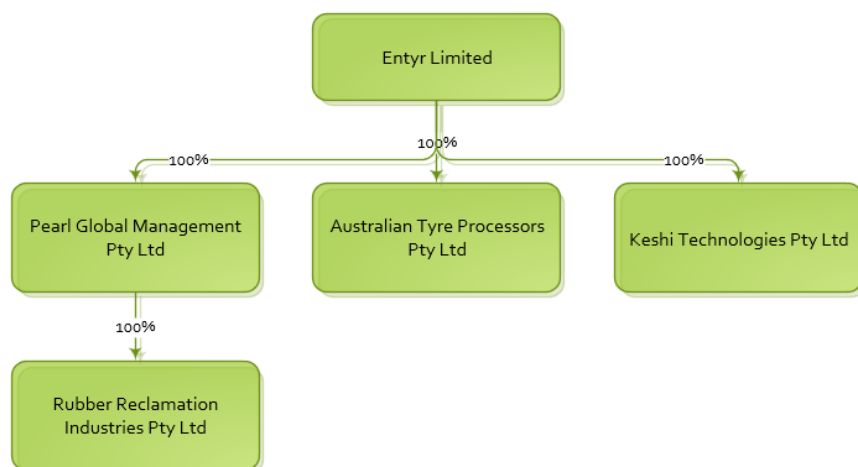 Entyr Limited
100%
100%
100%
Pearl Global Management
Pty Ltd
Australian Tyre Processors
Pty Ltd
Keshi Technologies Pty Ltd
100%
Rubber Reclamation
Industries Pty Ltd